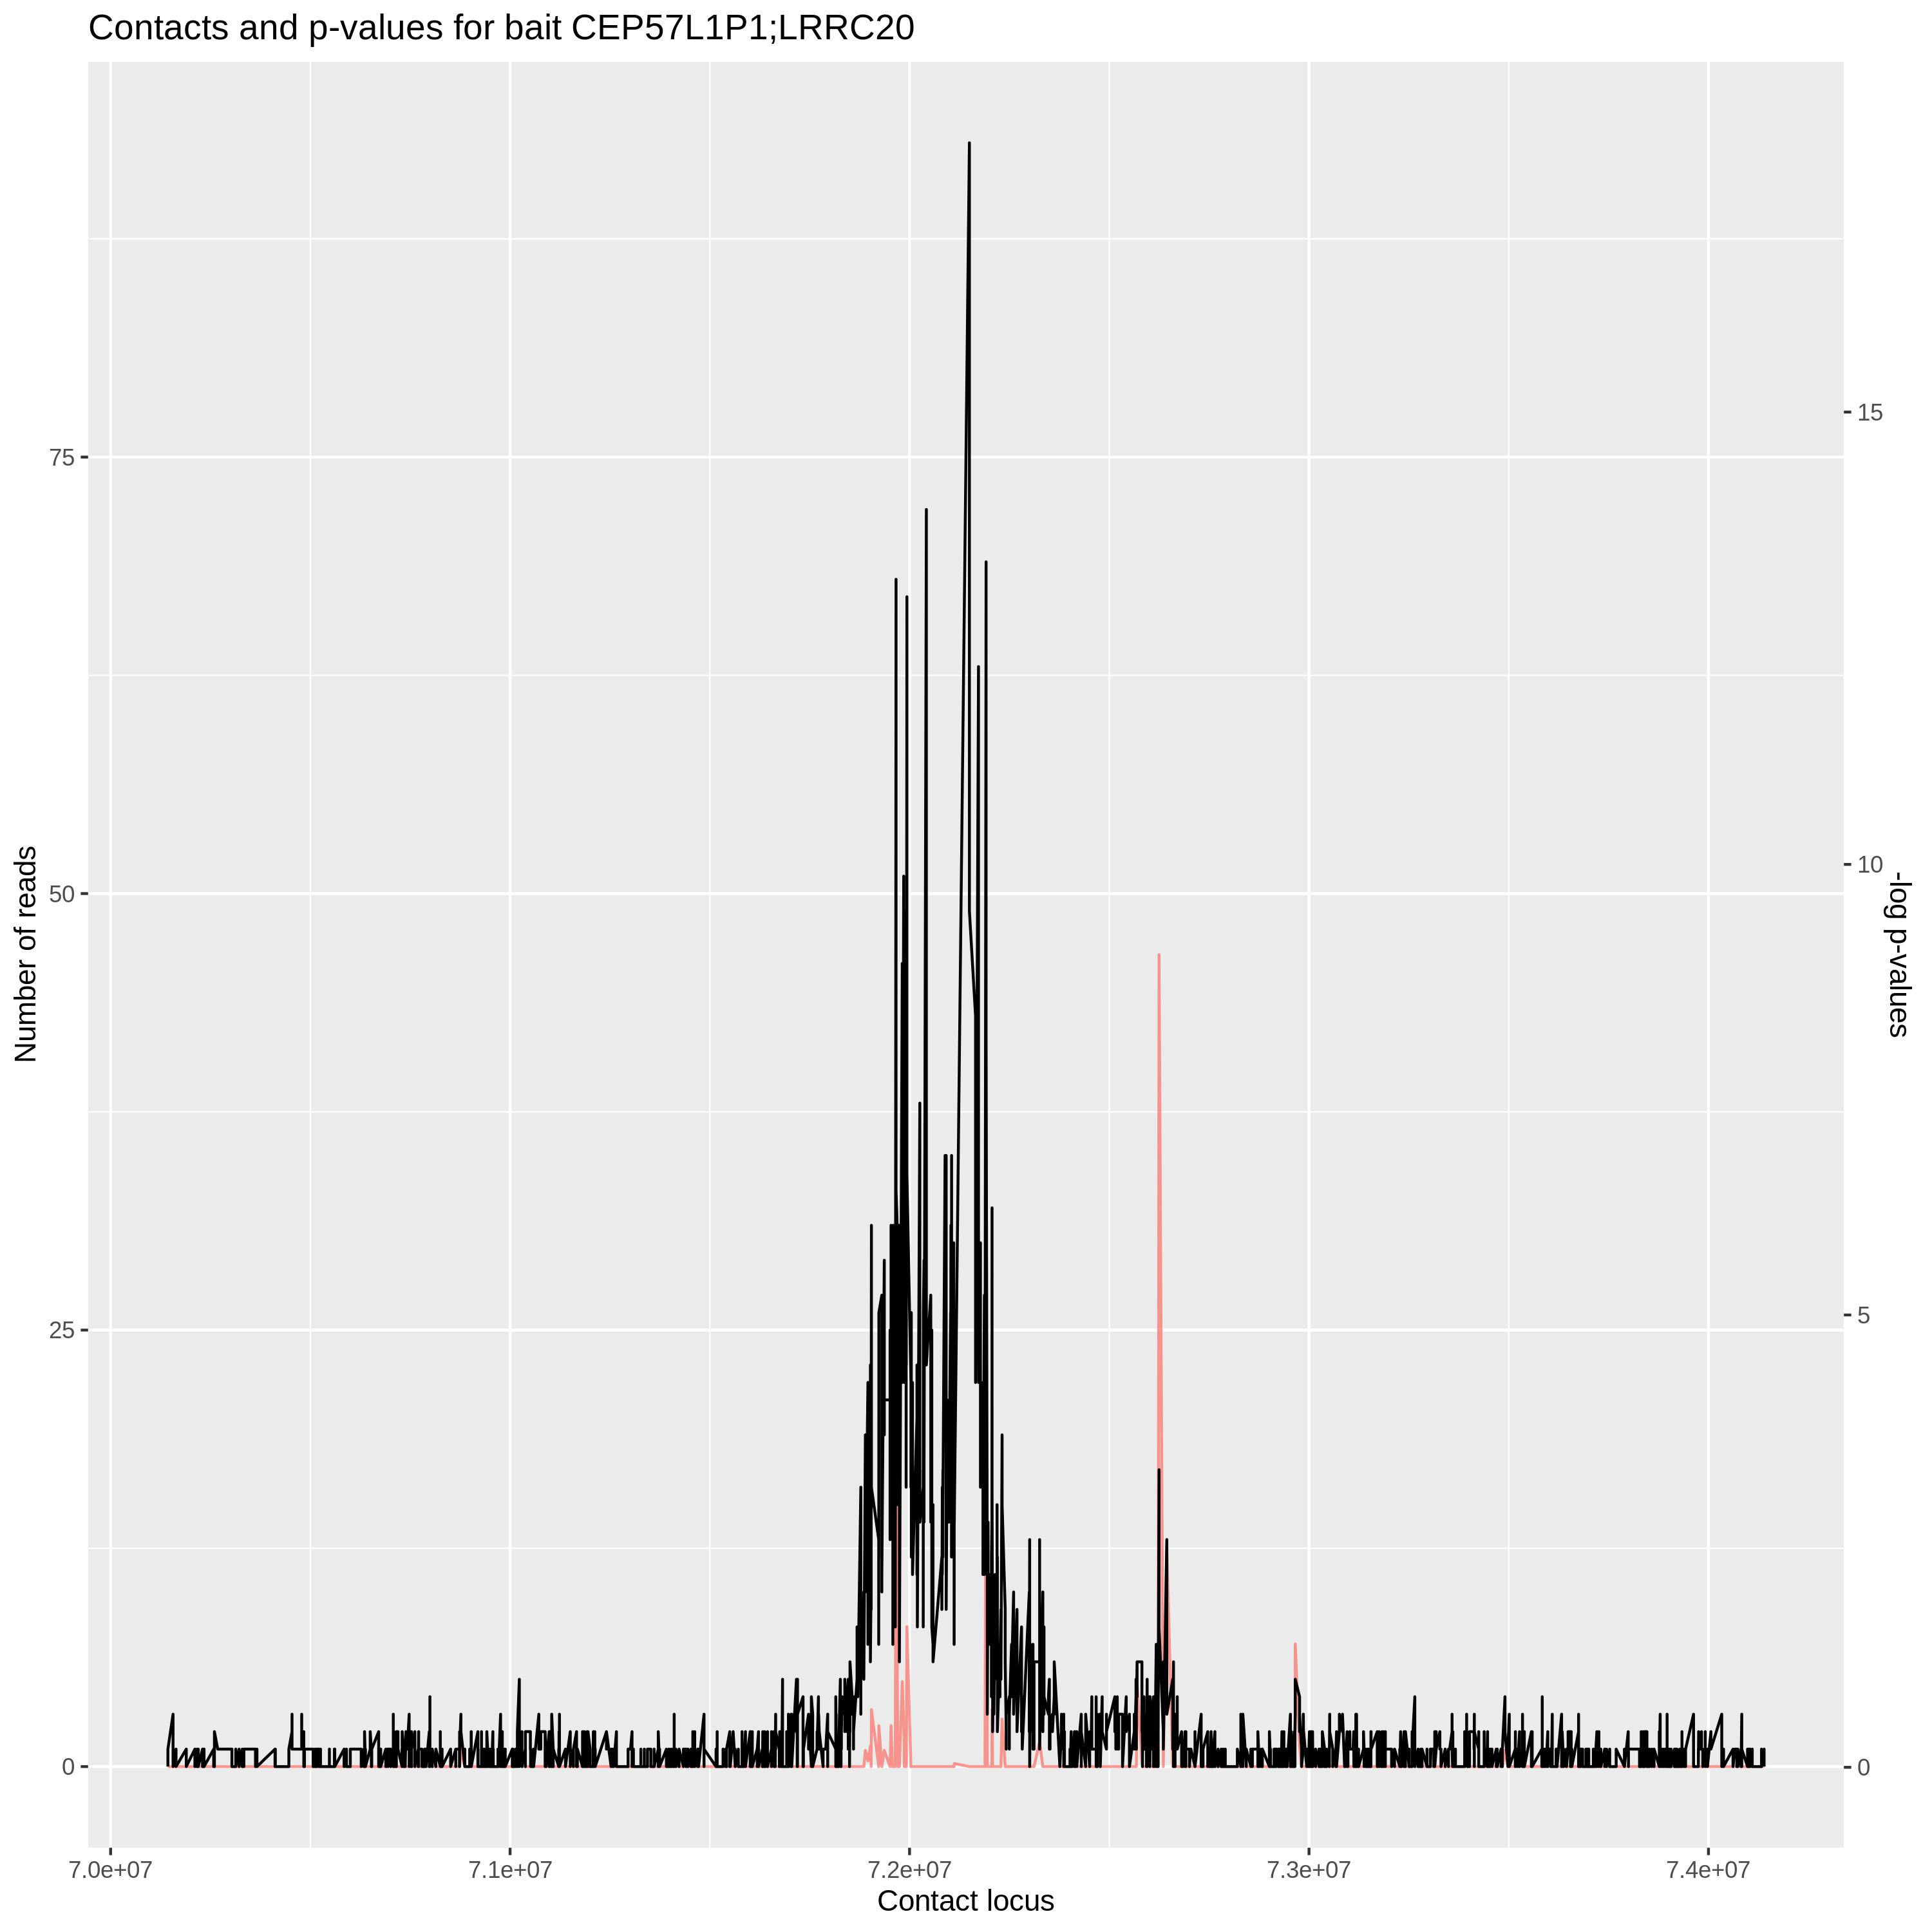 Contacts and p-values for bait CEP57L1P1;LRRC20
75
50
25
0
Number of reads
15
10
5
0
-log p-values
7.0e+07
7.1e+07
7.2e+07
7.3e+07
7.4e+07
Contact locus